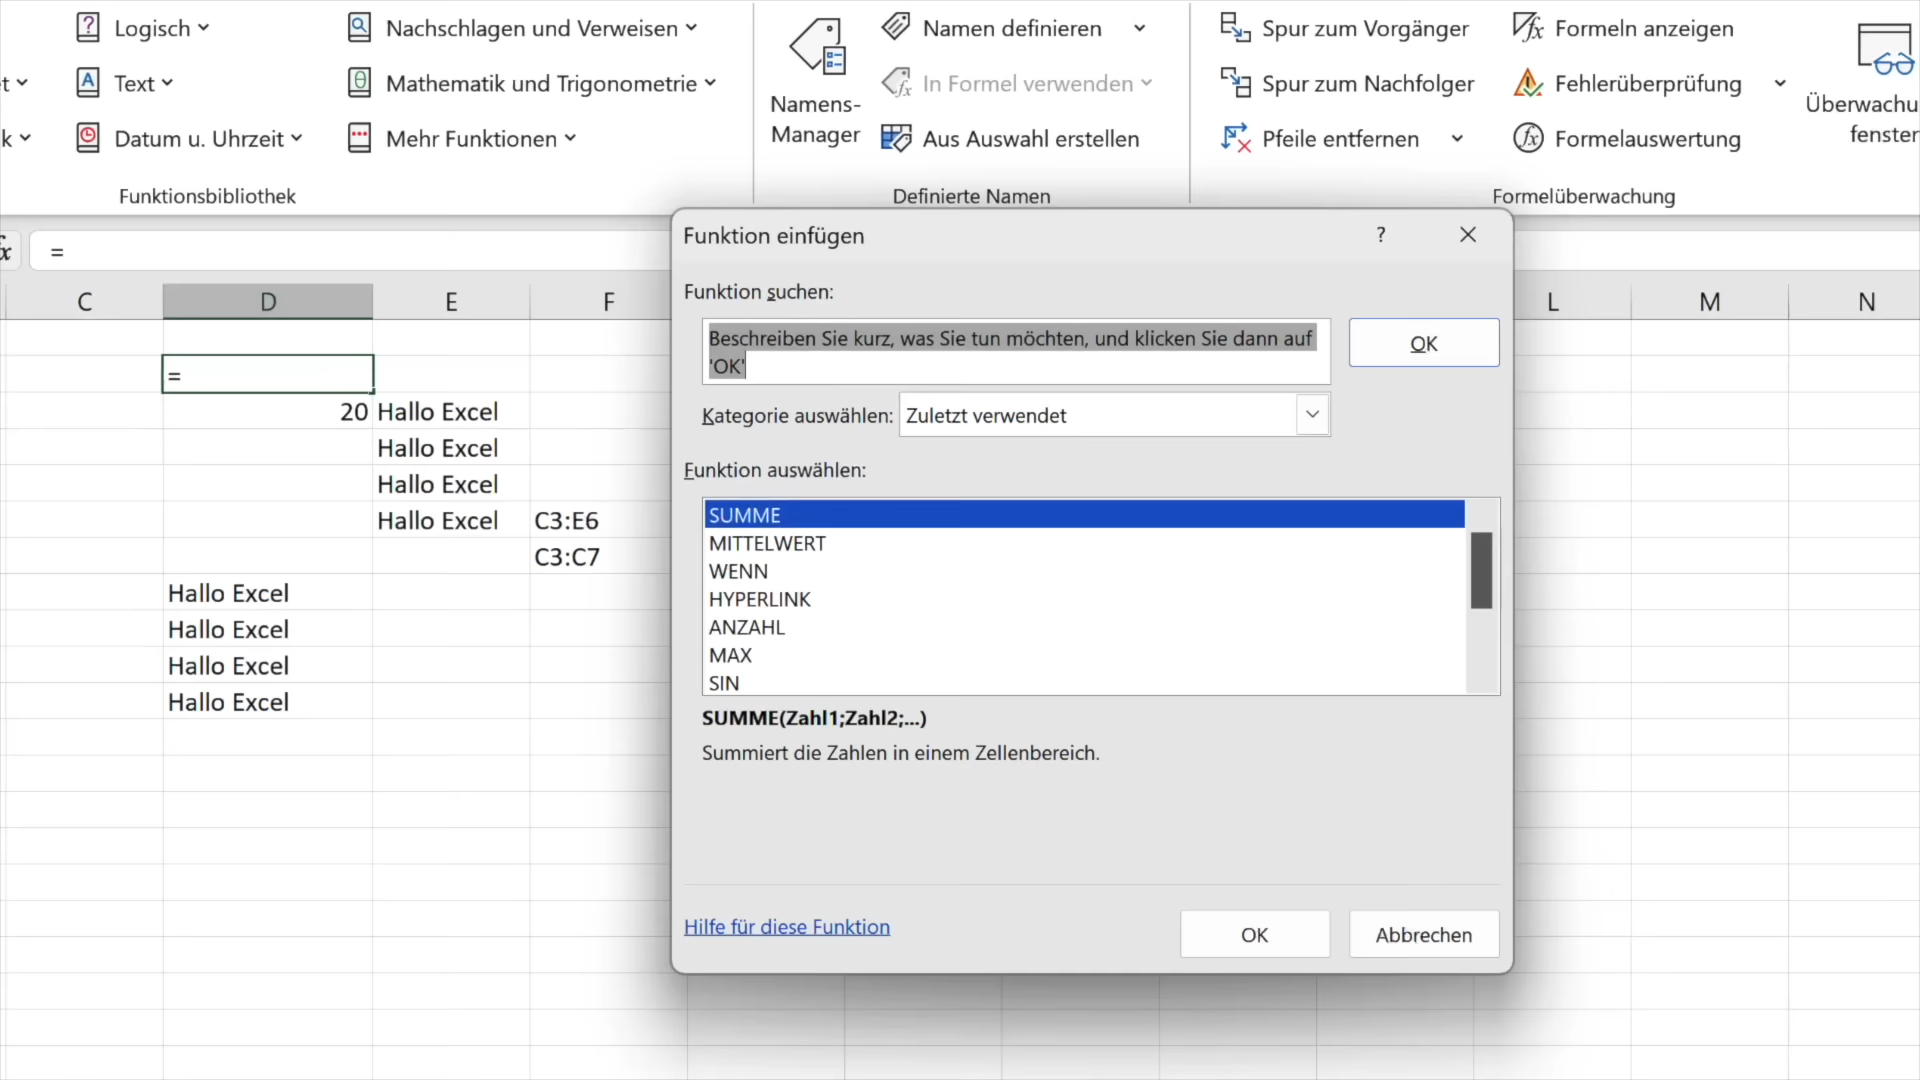 Logisch
Nachschlagen und Verweisen
Namen definieren
Spur zum Vorgänger
Formeln anzeigen
Text
Mathematik und Trigonometrie
In Formel verwenden
Spur zum Nachfolger
Fehlerüberprüfung
Datum u. Uhrzeit
Mehr Funktionen
Namens-
Manager
Aus Auswahl erstellen
Pfeile entfernen
Formelauswertung
Überwachu
fenster
Funktionsbibliothek
Definierte Namen
Formelüberwachung
fx
=
C D E F L M N
=
20 Hallo Excel
Hallo Excel
Hallo Excel
Hallo Excel C3:E6
C3:C7
Hallo Excel
Hallo Excel
Hallo Excel
Hallo Excel
Funktion einfügen
?
Funktion suchen:
Beschreiben Sie kurz, was Sie tun möchten, und klicken Sie dann auf
'OK'
OK
Kategorie auswählen: Zuletzt verwendet
Funktion auswählen:
SUMME
MITTELWERT
WENN
HYPERLINK
ANZAHL
MAX
SIN
SUMME(Zahl1;Zahl2;...)
Summiert die Zahlen in einem Zellenbereich.
Hilfe für diese Funktion
OK
Abbrechen